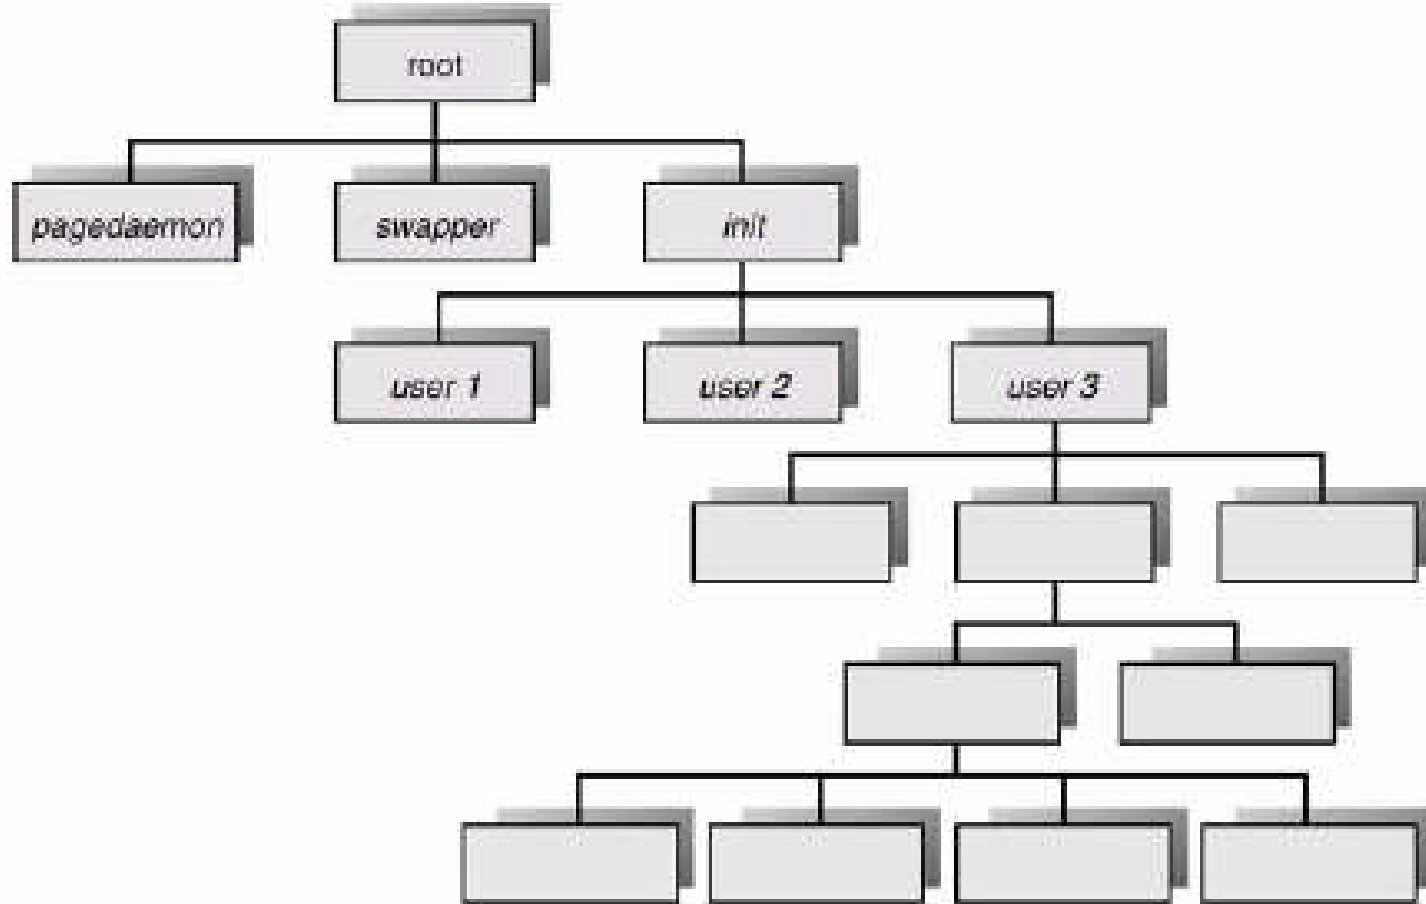 root
pagedaemon
swapper
init
user 1
user 2
user 3